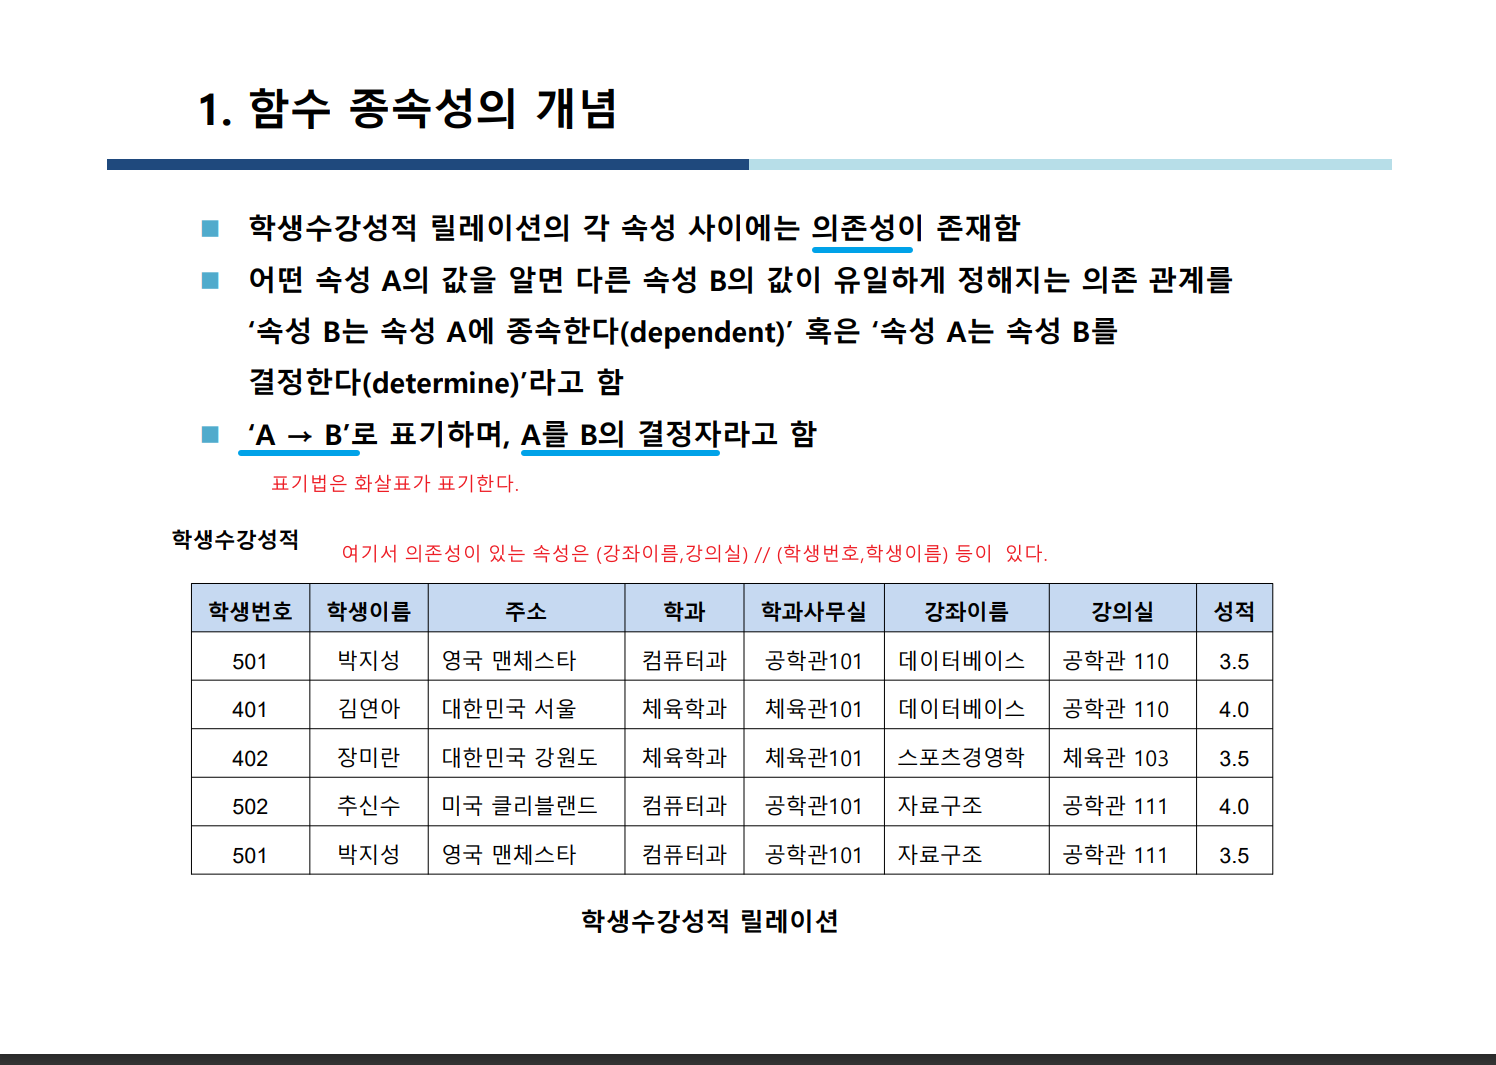 1. 함수 종속성의 개념
학생수강성적 릴레이션의 각 속성 사이에는 의존성이 존재함
어떤 속성 A의 값을 알면 다른 속성 B의 값이 유일하게 정해지는 의존 관계를
‘속성 B는 속성 A에 종속한다(dependent)’ 혹은 ‘속성 A는 속성 B를
결정한다(determine)’라고 함
‘A → B’로 표기하며, A를 B의 결정자라고 함
표기법은 화살표가 표기한다.
학생수강성적
여기서 의존성이 있는 속성은 (강좌이름,강의실) // (학생번호,학생이름) 등이 있다.
학생번호 학생이름 주소 학과 학과사무실 강좌이름 강의실 성적
501 박지성 영국 맨체스타 컴퓨터과 공학관101 데이터베이스 공학관 110 3.5
401 김연아 대한민국 서울 체육학과 체육관101 데이터베이스 공학관 110 4.0
402 장미란 대한민국 강원도 체육학과 체육관101 스포츠경영학 체육관 103 3.5
502 추신수 미국 클리블랜드 컴퓨터과 공학관101 자료구조 공학관 111 4.0
501 박지성 영국 맨체스타 컴퓨터과 공학관101 자료구조 공학관 111 3.5
학생수강성적 릴레이션